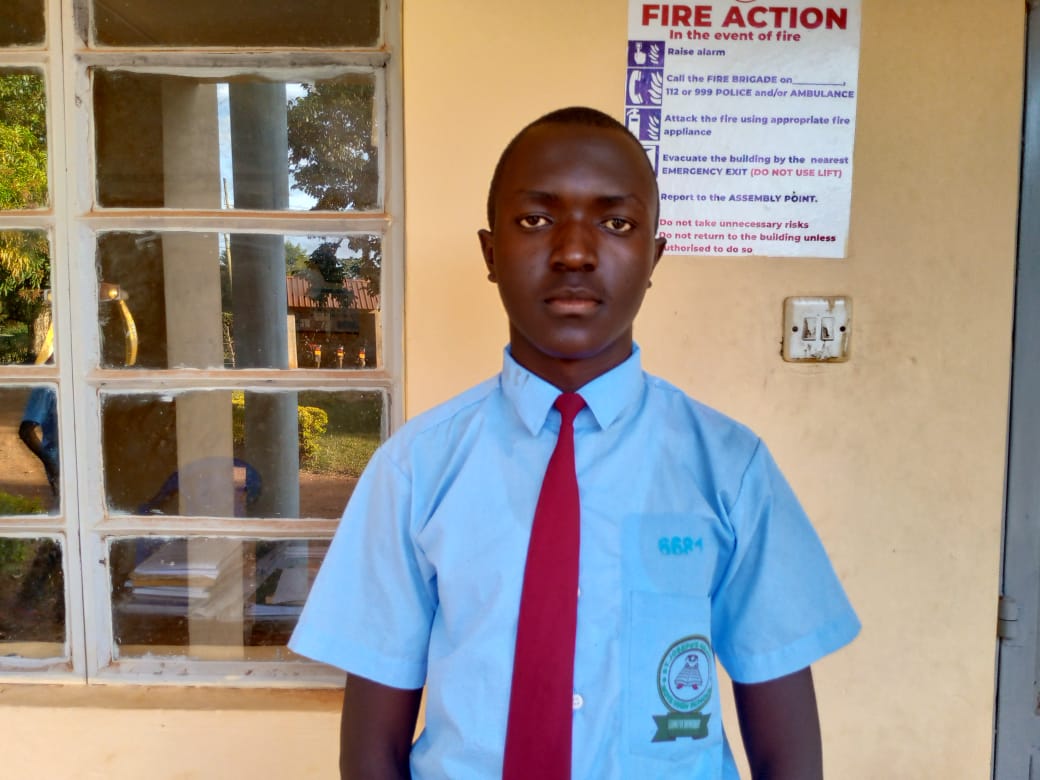 FIRE ACTION
In the event of fire
Raise alarm
Call the FIRE BRIGADE on________,
112 or 999 POLICE and/or AMBULANCE
Attack the fire using appropriate fire
appliance
Evacuate the building by the nearest
EMERGENCY EXIT (DO NOT USE LIFT)
Report to the ASSEMBLY POINT.
Do not take unnecessary risks
Do not return to the building unless
authorised to do so
6681